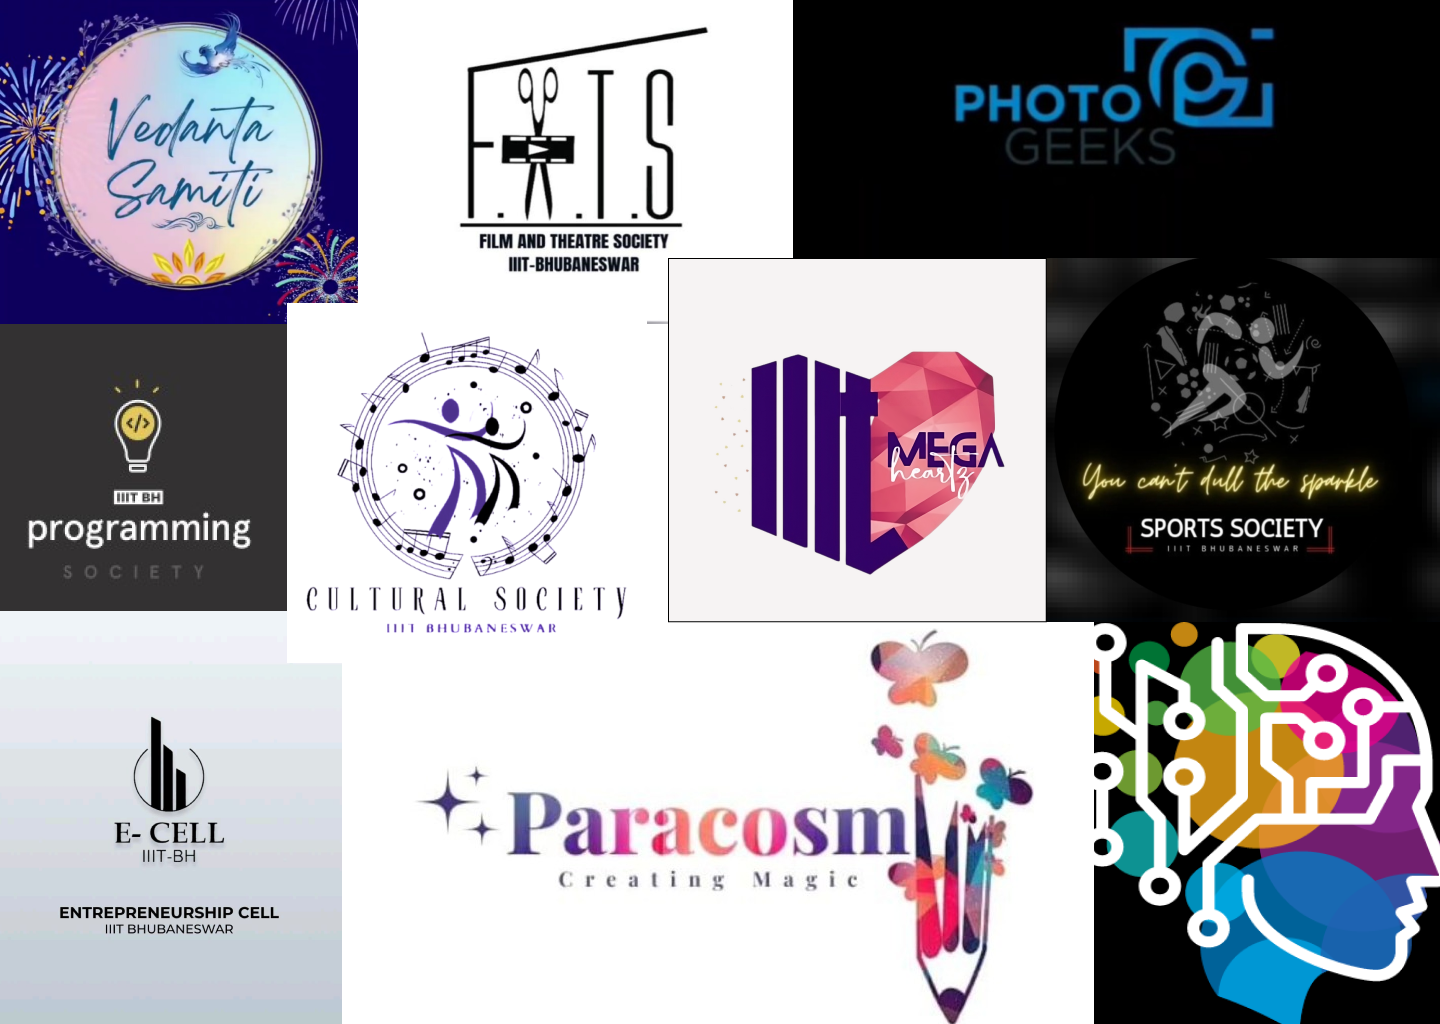 Vedanta
Samiti
F.A.T.S
FILM AND THEATRE SOCIETY
IIIT-BHUBANESWAR
PHOTO
GEEKS
PG
</>
IIIT BH
programming
SOCIETY
CULTURAL SOCIETY
IIIT BHUBANESWAR
IIIt
MEGA
heartz
You can't dull the sparkle
SPORTS SOCIETY
IIIT BHUBANESWAR
E- CELL
IIIT-BH
ENTREPRENEURSHIP CELL
IIIT BHUBANESWAR
Paracosm
Creating Magic